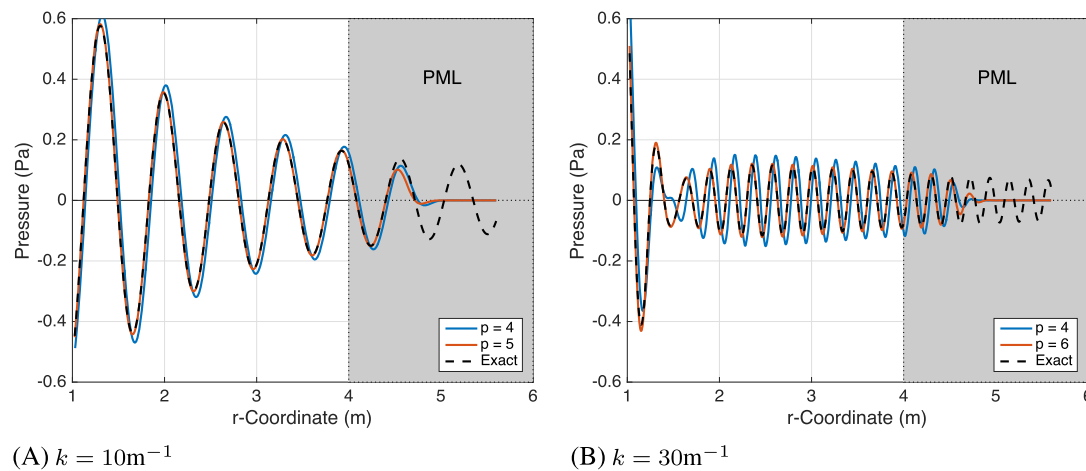 0.6
0.4
0.2
0
-0.2
-0.4
-0.6
Pressure (Pa)
PML
p = 4
p = 5
Exact
1 2 3 4 5 6
r-Coordinate (m)
(A) k = 10m⁻¹
0.6
0.4
0.2
0
-0.2
-0.4
-0.6
Pressure (Pa)
PML
p = 4
p = 6
Exact
1 2 3 4 5 6
r-Coordinate (m)
(B) k = 30m⁻¹